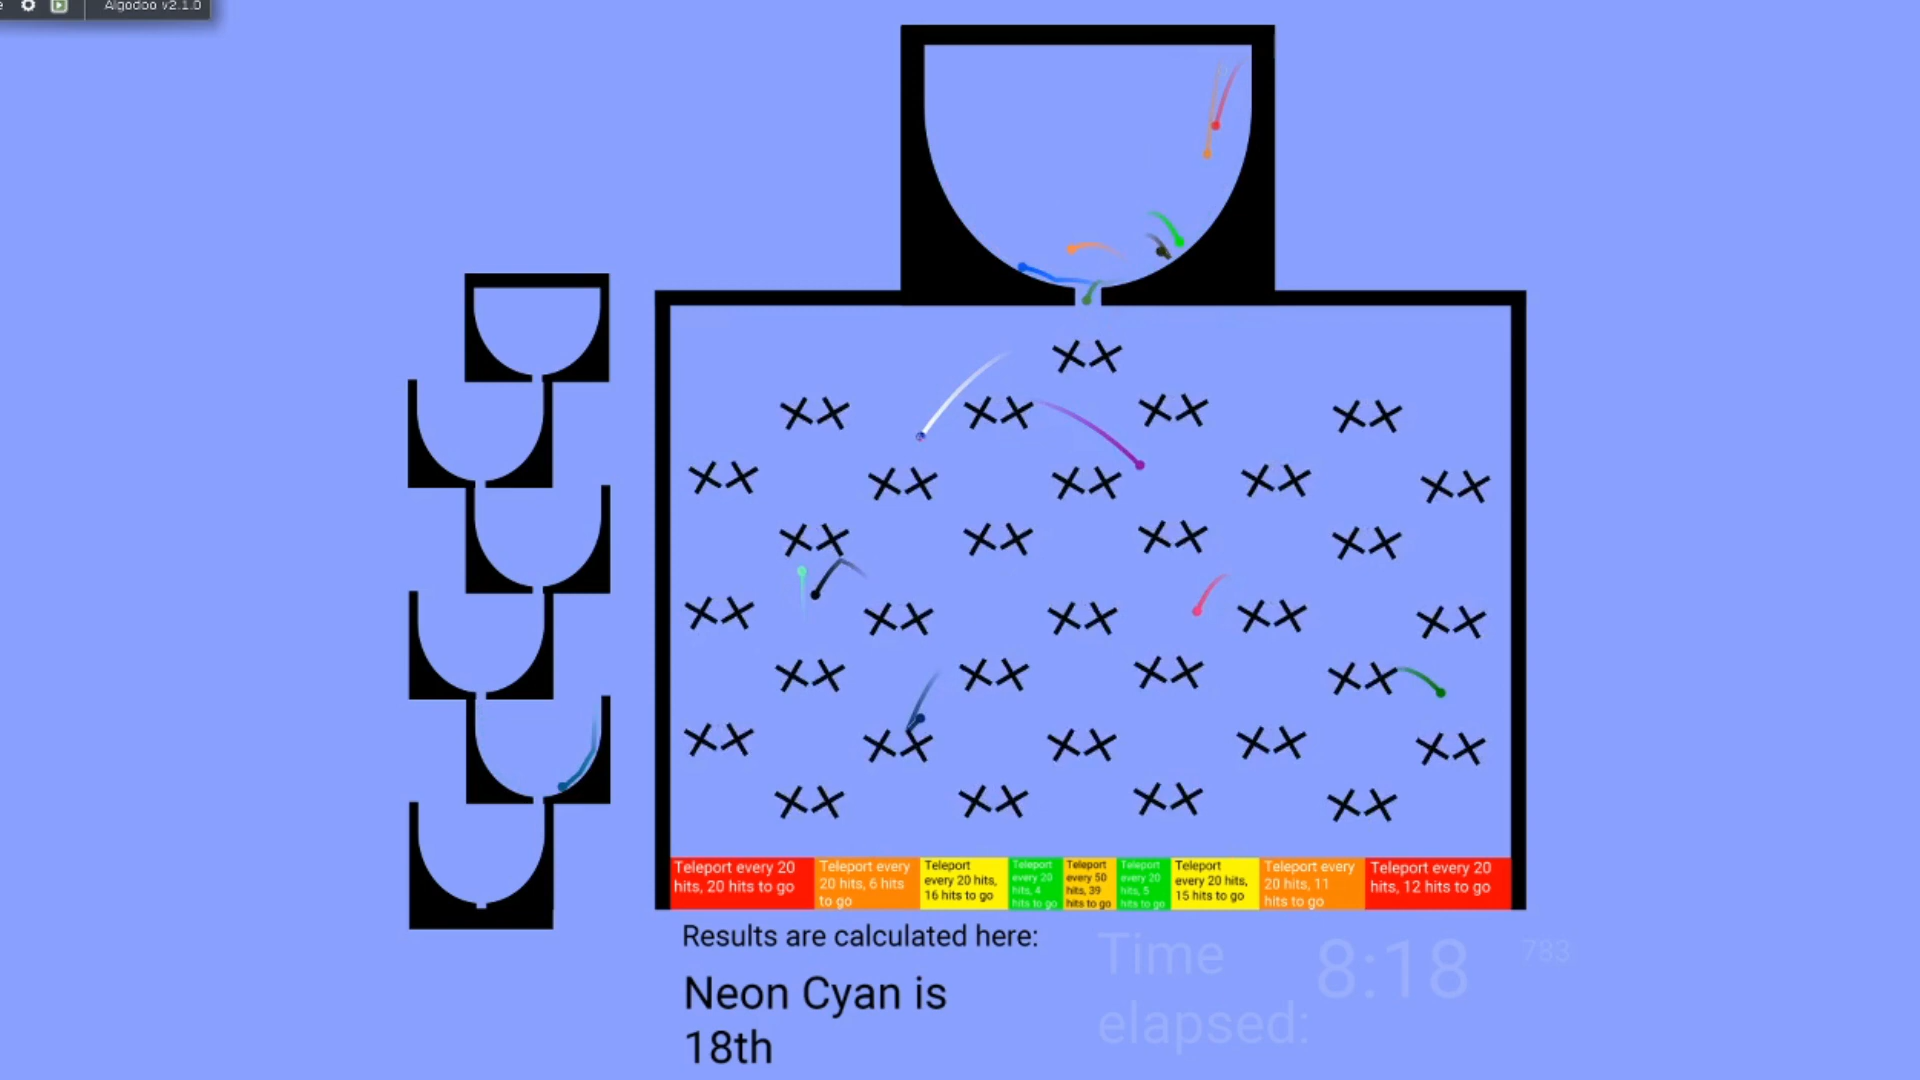 Algodoo v2.1.0
Teleport every 20
hits, 20 hits to go
Teleport every
20 hits, 6 hits
to go
Teleport
every 20 hits,
16 hits to go
Teleport
every 20
hits, 4
hits to go
Teleport
every 50
hits, 39
hits to go
Teleport
every 20
hits, 5
hits to go
Teleport
every 20 hits,
15 hits to go
Teleport every
20 hits, 11
hits to go
Teleport every 20
hits, 12 hits to go
Results are calculated here:
Neon Cyan is
18th
Time
elapsed:
8:18
783